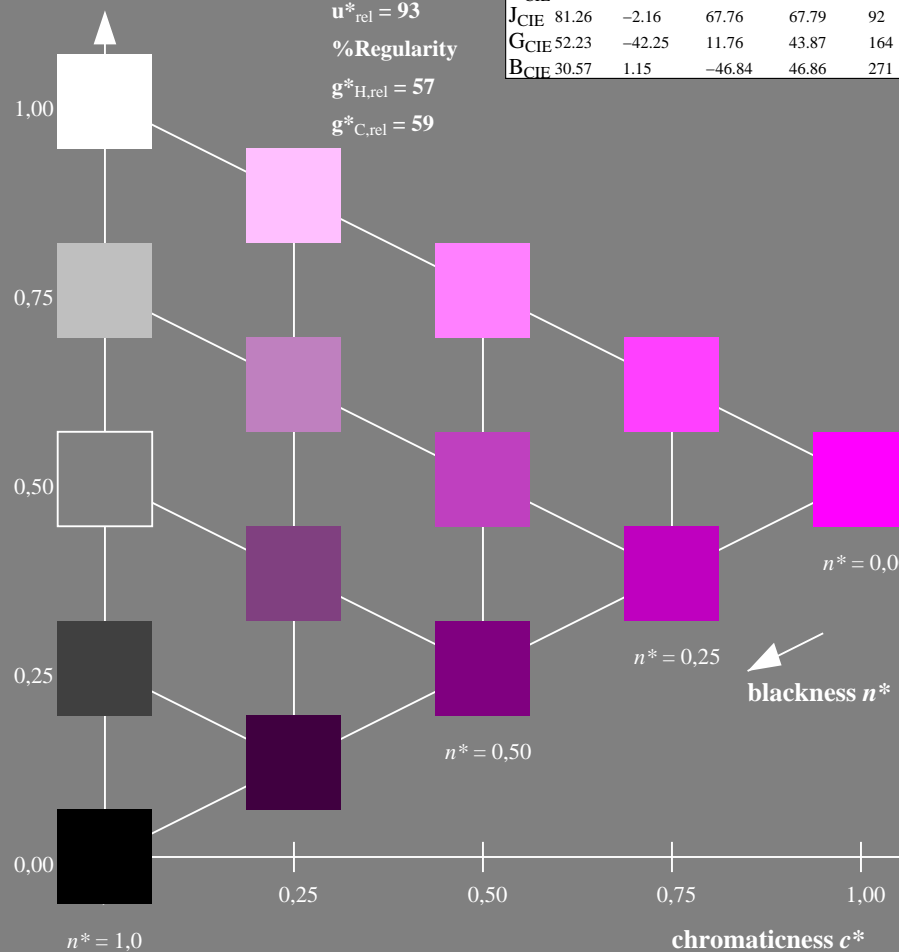 u*rel = 93
%Regularity
g*H,rel = 57
g*C,rel = 59
JCIE 81.26 −2.16 67.76 67.79 92
GCIE 52.23 −42.25 11.76 43.87 164
BCIE 30.57 1.15 −46.84 46.86 271
1,00
0,75
0,50
0,25
0,00
n* = 0,0
n* = 0,25
blackness n*
n* = 0,50
0,25 0,50 0,75 1,00
n* = 1,0
chromaticness c*